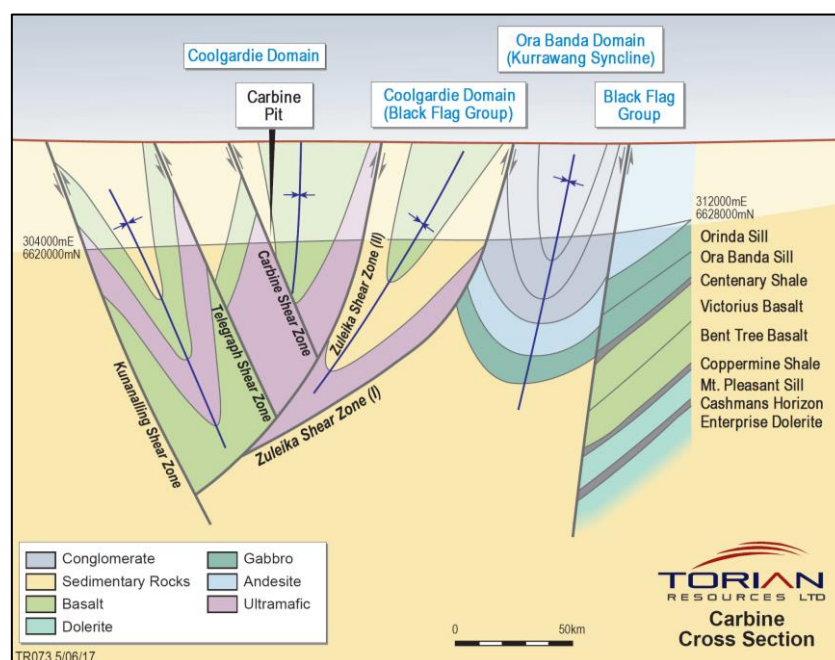 Coolgardie Domain
Ora Banda Domain
(Kurrawang Syncline)
Carbine
Pit
Coolgardie Domain
(Black Flag Group)
Black Flag
Group
304000mE
6620000mN
312000mE
6628000mN
Orinda Sill
Ora Banda Sill
Centenary Shale
Victorius Basalt
Bent Tree Basalt
Coppermine Shale
Mt. Pleasant Sill
Cashmans Horizon
Enterprise Dolerite
Kunanalling Shear Zone
Telegraph Shear Zone
Carbine Shear Zone
Zuleika Shear Zone (II)
Zuleika Shear Zone (I)
Conglomerate
Sedimentary Rocks
Basalt
Dolerite
Gabbro
Andesite
Ultramafic
0 50km
TORIAN
RESOURCES LTD
Carbine
Cross Section
TR073 5/06/17